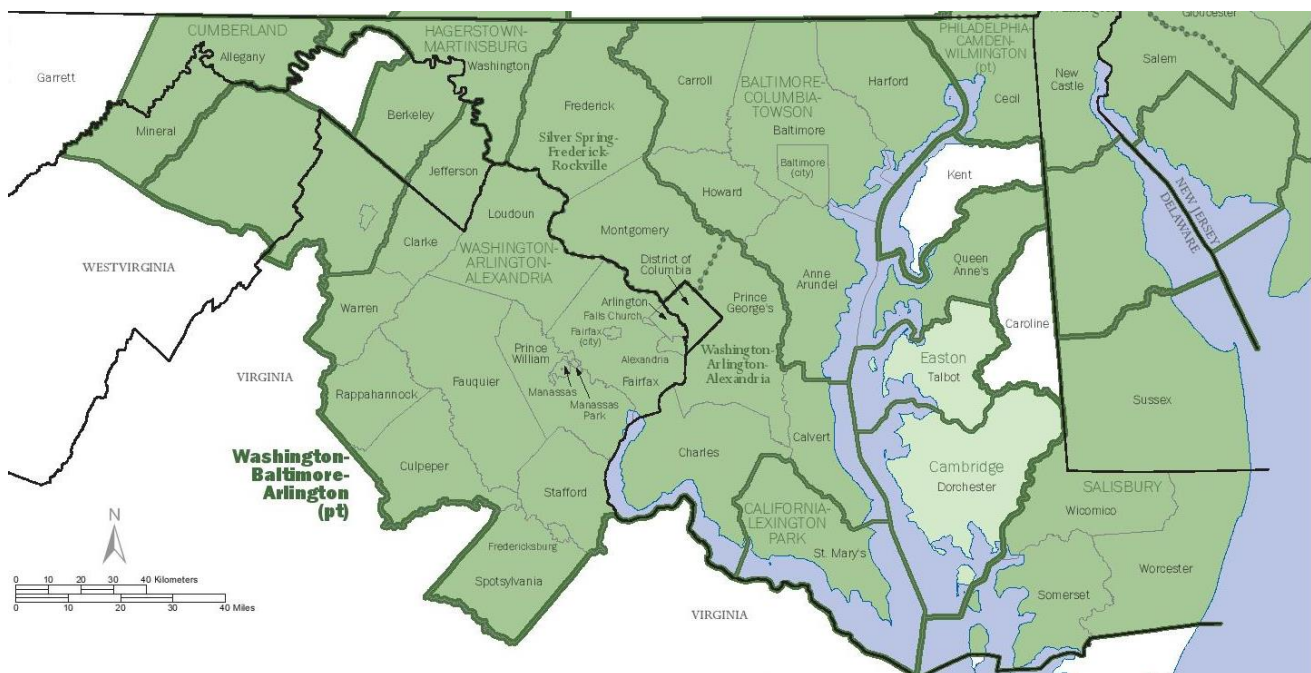 CUMBERLAND
Allegany
Garrett
Mineral
HAGERSTOWN-
MARTINSBURG
Washington
Berkeley
Jefferson
Frederick
Silver Spring-
Frederick-
Rockville
Carroll
BALTIMORE-
COLUMBIA-
TOWSON
Baltimore
Baltimore
(city)
Harford
PHILADELPHIA-
CAMDEN-
WILMINGTON
(pt)
Cecil
New
Castle
Gloucester
Salem
NEW JERSEY
DELAWARE
Kent
Howard
Loudoun
Montgomery
Clarke
WASHINGTON-
ARLINGTON-
ALEXANDRIA
District of
Columbia
Queen
Anne's
Anne
Arundel
Prince
George's
WEST VIRGINIA
Warren
Arlington
Falls Church
Fairfax
(city)
Alexandria
Fairfax
Prince
William
Manassas
Manassas
Park
Washington-
Arlington-
Alexandria
Caroline
Easton
Talbot
VIRGINIA
Fauquier
Rappahannock
Sussex
Washington-
Baltimore-
Arlington
(pt)
Culpeper
Stafford
Charles
Calvert
Cambridge
Dorchester
SALISBURY
Wicomico
CALIFORNIA-
LEXINGTON
PARK
St. Mary's
Fredericksburg
Spotsylvania
Worcester
Somerset
VIRGINIA
N
0 10 20 30 40 Kilometers
0 10 20 30 40 Miles